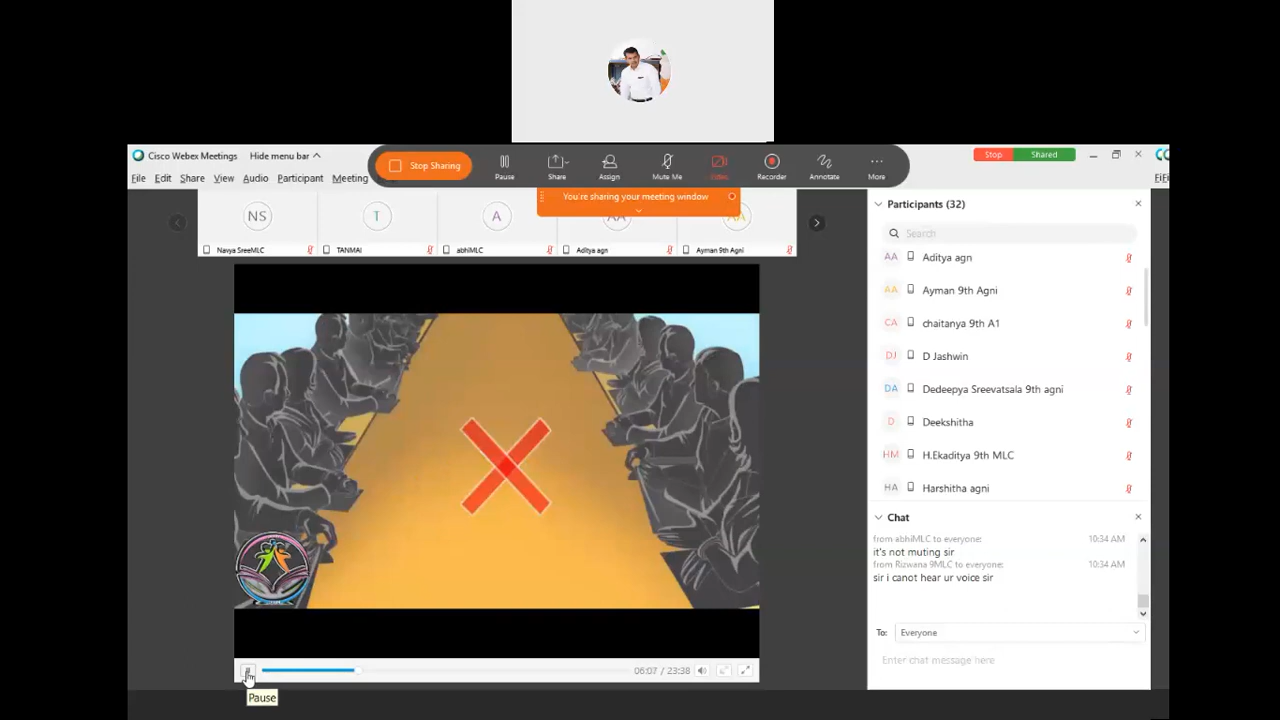 Cisco Webex Meetings
Hide menu bar
File Edit Share View Audio Participant Meeting
Stop Sharing
Pause
Share
Assign
Mute Me
Recorder
Annotate
More
Stop Shared
You're sharing your meeting window
NS
T
A
AA
AA
Navya SreeMLC
TANMAI
abhiMLC
Aditya agn
Ayman 9th Agni
Participants (32)
Search
AA Aditya agn
AA Ayman 9th Agni
CA chaitanya 9th A1
DJ D Jashwin
DA Dedeepya Sreevatsala 9th agni
D Deekshitha
HM H.Ekaditya 9th MLC
HA Harshitha agni
Chat
from abhiMLC to everyone: 10:34 AM
it's not muting sir
from Rizwana 9MLC to everyone: 10:34 AM
sir i canot hear ur voice sir
To: Everyone
Enter chat message here
06:07 / 23:38
Pause